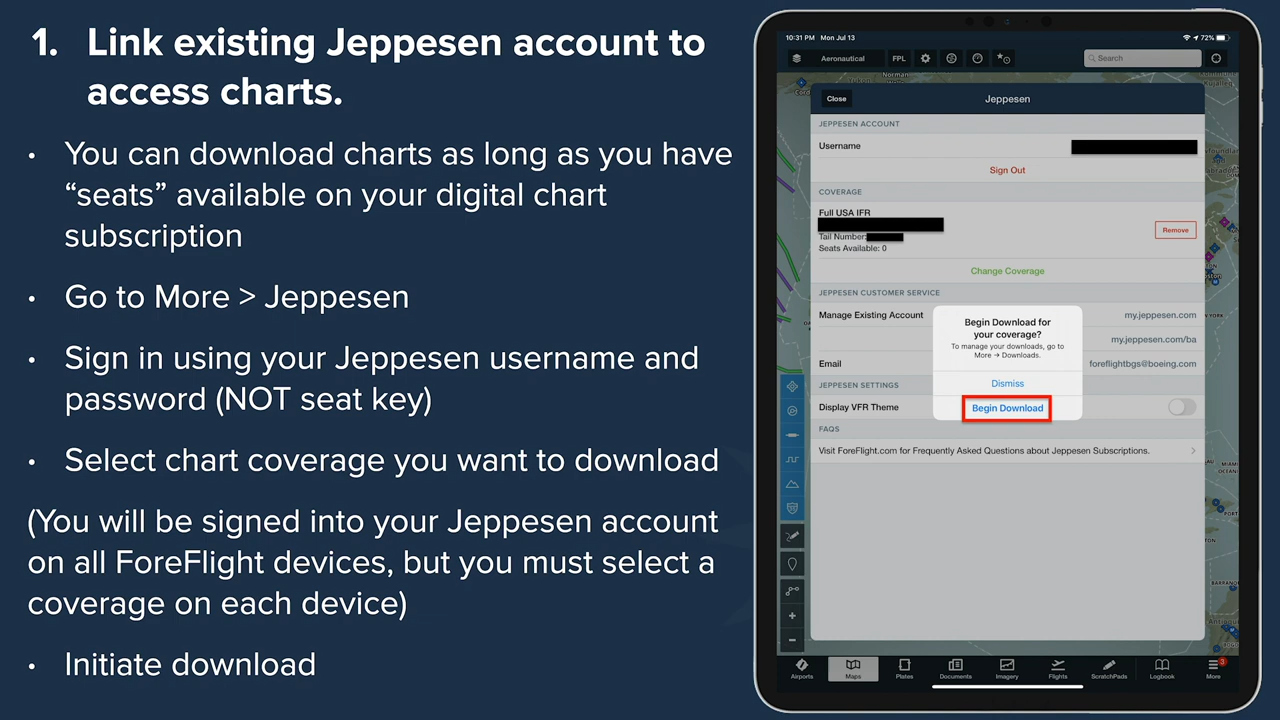 1. Link existing Jeppesen account to
access charts.
• You can download charts as long as you have
“seats” available on your digital chart
subscription
• Go to More > Jeppesen
• Sign in using your Jeppesen username and
password (NOT seat key)
• Select chart coverage you want to download
(You will be signed into your Jeppesen account
on all ForeFlight devices, but you must select a
coverage on each device)
• Initiate download
10:31 PM Mon Jul 13
72%
Aeronautical
FPL
Search
Norman
Close
Jeppesen
JEPPESEN ACCOUNT
Username
Sign Out
COVERAGE
Full USA IFR
Tail Number:
Seats Available: 0
Remove
Change Coverage
JEPPESEN CUSTOMER SERVICE
Manage Existing Account
my.jeppesen.com
my.jeppesen.com/ba
Email
foreflightbgs@boeing.com
JEPPESEN SETTINGS
Display VFR Theme
FAQS
Visit ForeFlight.com for Frequently Asked Questions about Jeppesen Subscriptions.
Begin Download for
your coverage?
To manage your downloads, go to
More → Downloads.
Dismiss
Begin Download
Airports
Maps
Plates
Documents
Imagery
Flights
ScratchPads
Logbook
More
3